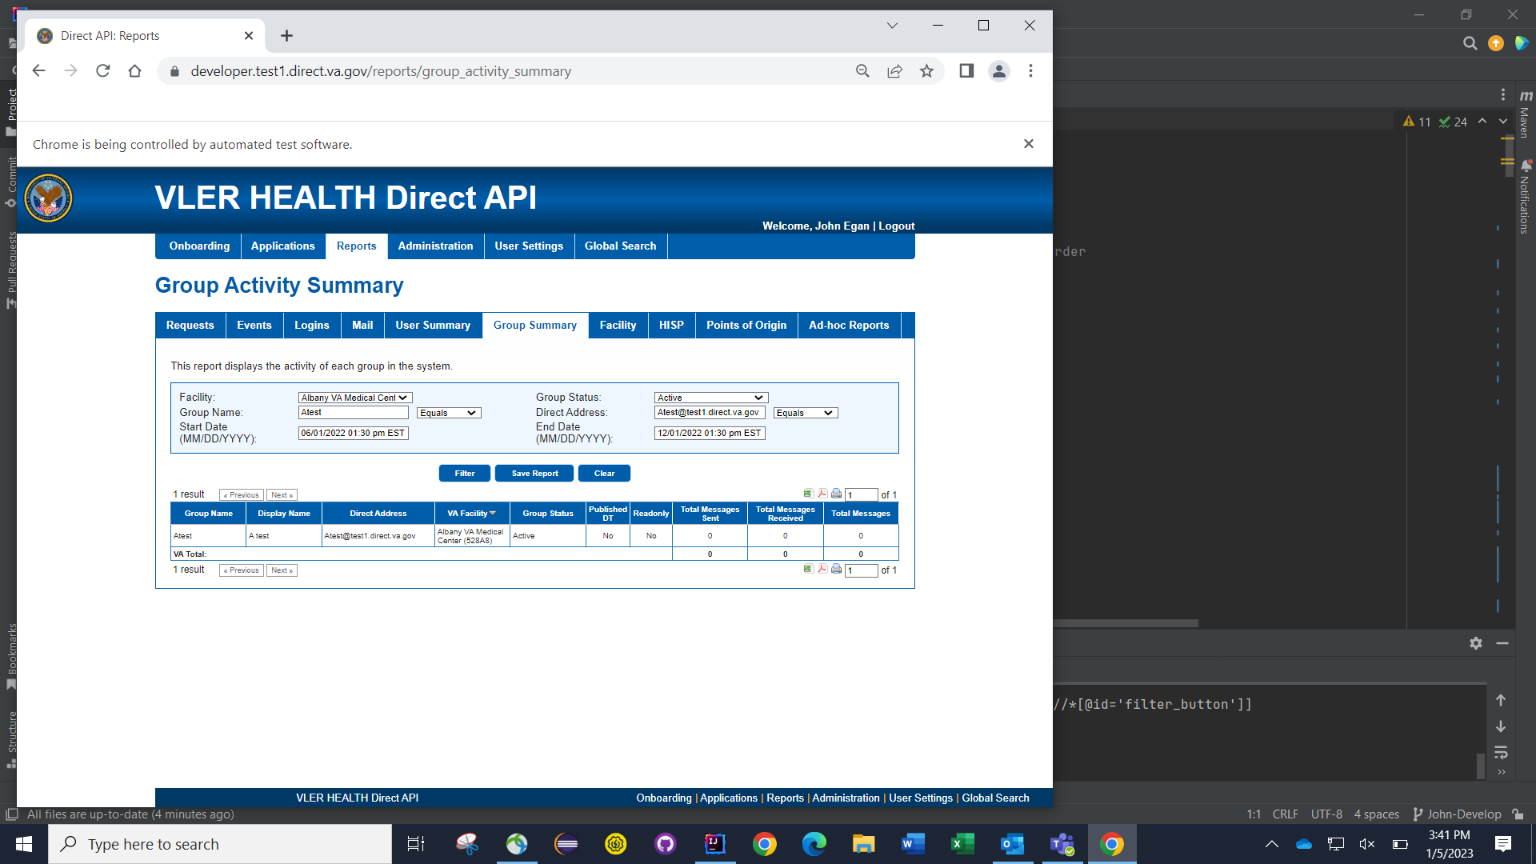 Direct API: Reports
developer.test1.direct.va.gov/reports/group_activity_summary
Chrome is being controlled by automated test software.
VLER HEALTH Direct API
Welcome, John Egan | Logout
Onboarding Applications Reports Administration User Settings Global Search
Group Activity Summary
Requests Events Logins Mail User Summary Group Summary Facility HISP Points of Origin Ad-hoc Reports
This report displays the activity of each group in the system.
Facility: Albany VA Medical Cent Group Status: Active
Group Name: Atest Equals Direct Address: Atest@test1.direct.va.gov Equals
Start Date (MM/DD/YYYY): 06/01/2022 01:30 pm EST End Date (MM/DD/YYYY): 12/01/2022 01:30 pm EST
Filter Save Report Clear
1 result « Previous Next » 1 of 1
Group Name Display Name Direct Address VA Facility Group Status Published DT Readonly Total Messages Sent Total Messages Received Total Messages
Atest A test Atest@test1.direct.va.gov Albany VA Medical Center (528A8) Active No No 0 0 0
VA Total: 0 0 0
1 result « Previous Next » 1 of 1
VLER HEALTH Direct API
Onboarding | Applications | Reports | Administration | User Settings | Global Search
Project
Commit
Pull Requests
Bookmarks
Structure
11 24
m
Maven
Notifications
rder
//*[@id='filter_button']]
All files are up-to-date (4 minutes ago)
1:1 CRLF UTF-8 4 spaces John-Develop
Type here to search
3:41 PM
1/5/2023